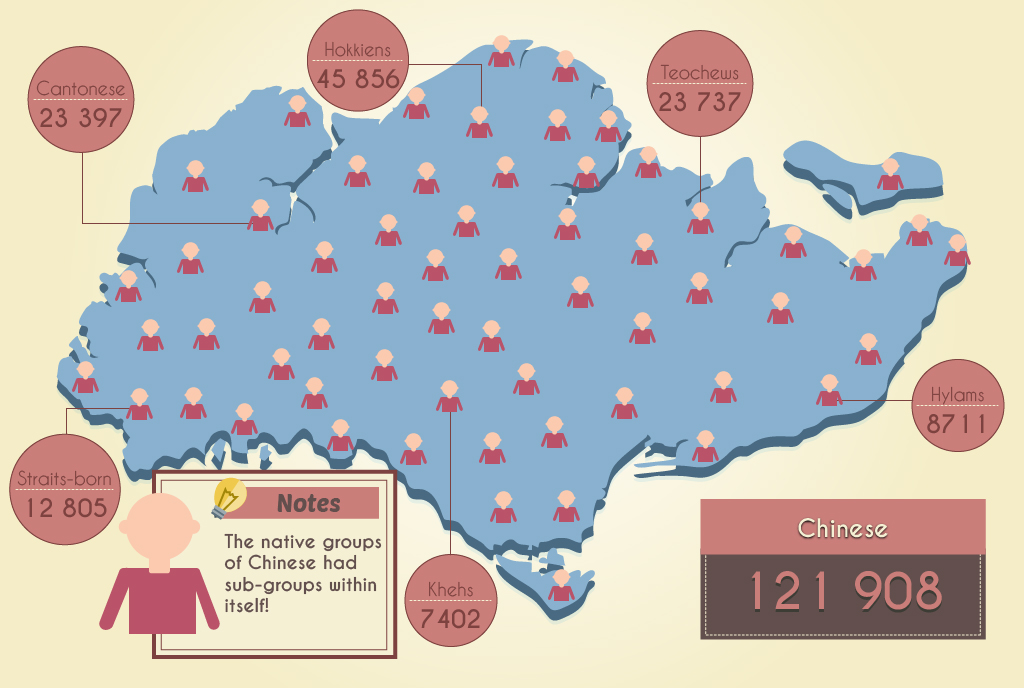 Hokkiens
45 856
Teochews
23 737
Cantonese
23 397
Hylams
8711
Straits-born
12 805
Notes
The native groups
of Chinese had
sub-groups within
itself!
Khehs
7402
Chinese
121 908